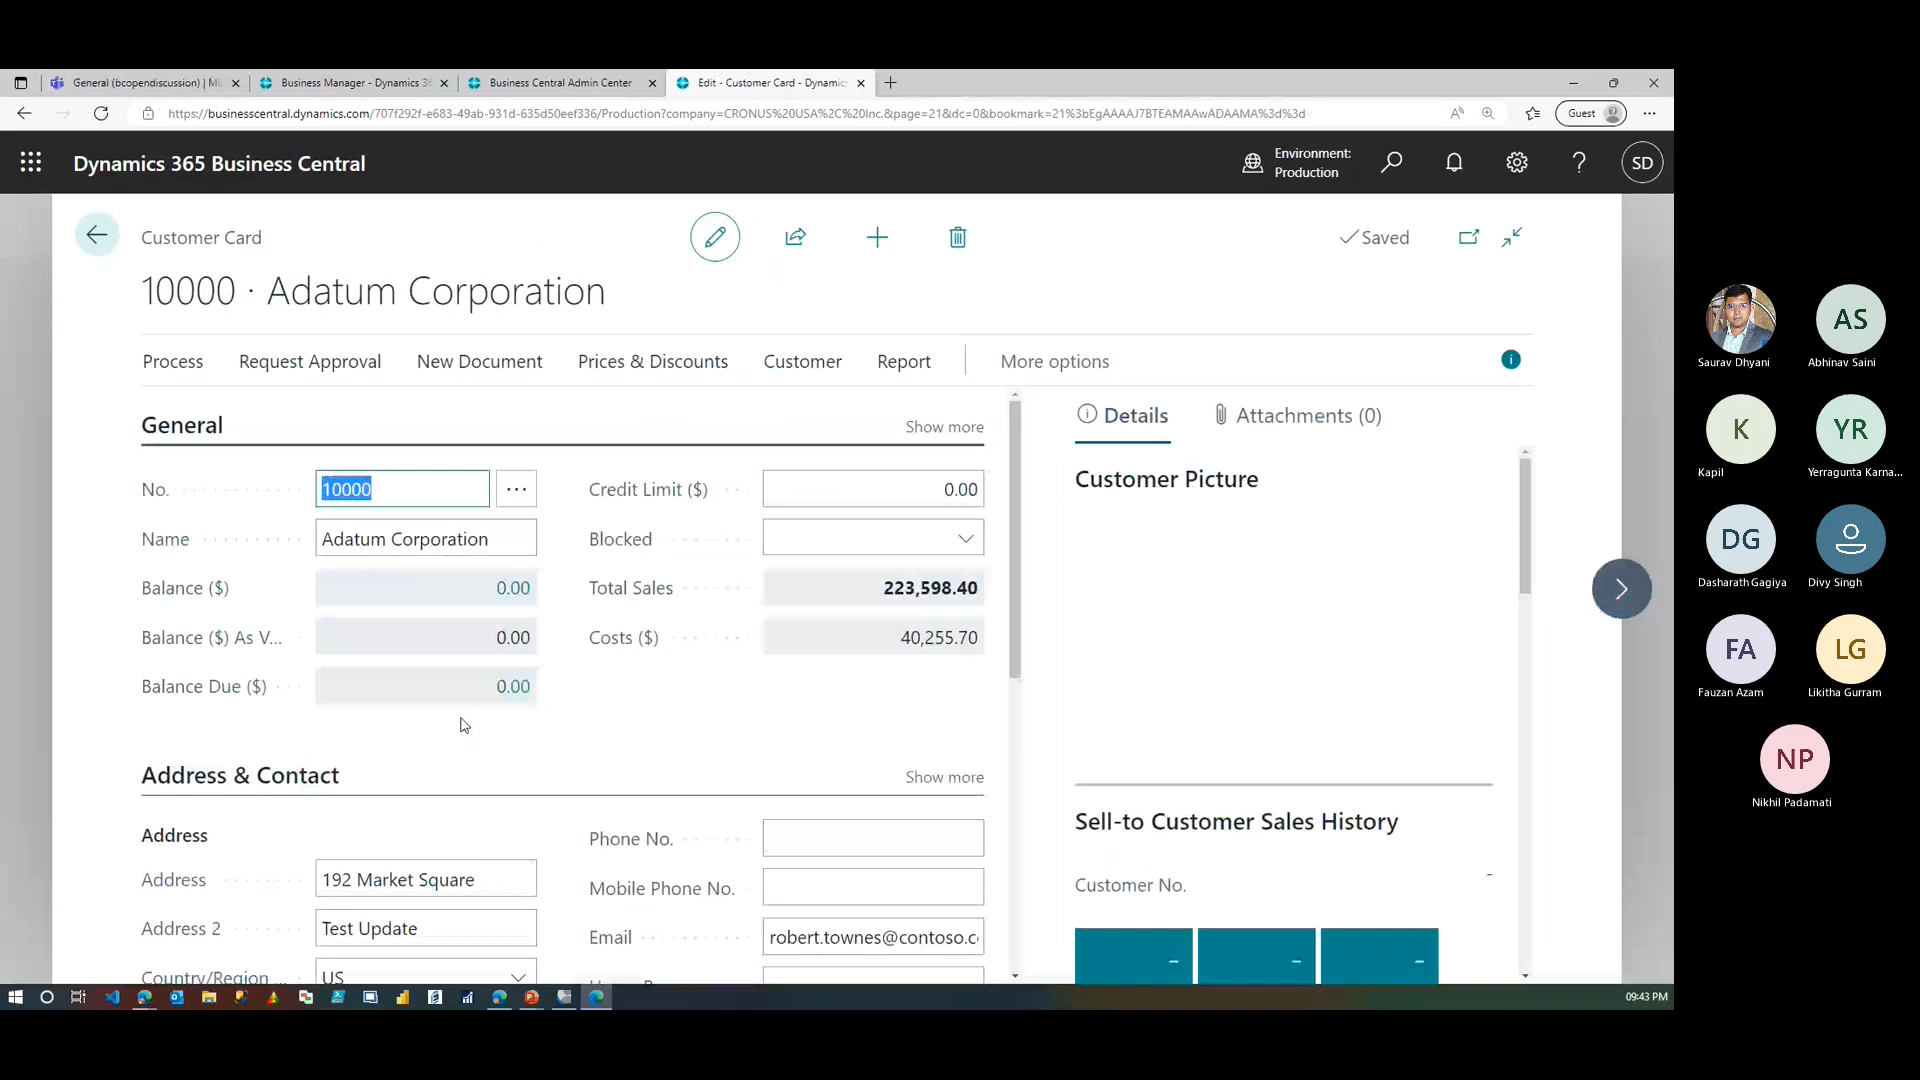 General (bcopendiscussion) | Mi
Business Manager - Dynamics 36
Business Central Admin Center
Edit - Customer Card - Dynamics
https://businesscentral.dynamics.com/707f292f-e683-49ab-931d-635d50eef336/Production?company=CRONUS%20USA%2C%20Inc.&page=21&dc=0&bookmark=21%3bEgAAAAJ7BTEAMAAwADAAMA%3d%3d
Guest
Dynamics 365 Business Central
Environment:
Production
SD
Customer Card
Saved
10000 · Adatum Corporation
Process
Request Approval
New Document
Prices & Discounts
Customer
Report
More options
General
Show more
No.
10000
Name
Adatum Corporation
Balance ($)
0.00
Balance ($) As V...
0.00
Balance Due ($)
0.00
Credit Limit ($)
0.00
Blocked
Total Sales
223,598.40
Costs ($)
40,255.70
Address & Contact
Show more
Address
Address
192 Market Square
Address 2
Test Update
Country/Region ...
US
Phone No.
Mobile Phone No.
Email
robert.townes@contoso.c
Details
Attachments (0)
Customer Picture
Sell-to Customer Sales History
Customer No.
-
–
–
–
09:43 PM
Saurav Dhyani
AS
Abhinav Saini
K
Kapil
YR
Yerragunta Karna...
DG
Dasharath Gagiya
Divy Singh
FA
Fauzan Azam
LG
Likitha Gurram
NP
Nikhil Padamati